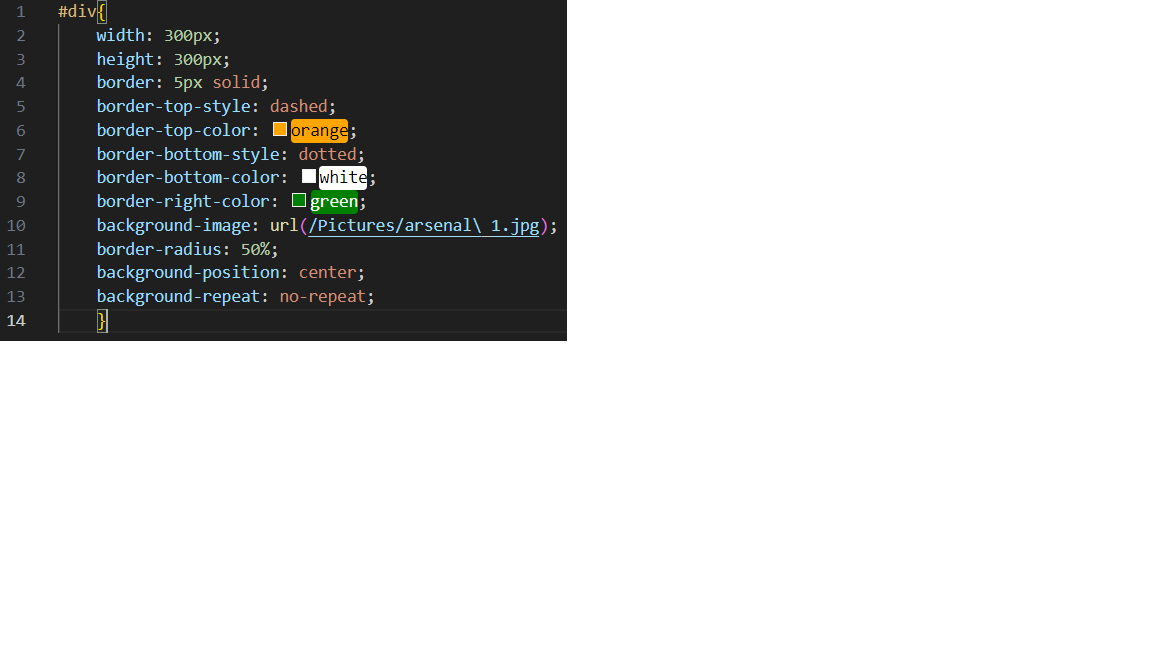 1 #div{
2 width: 300px;
3 height: 300px;
4 border: 5px solid;
5 border-top-style: dashed;
6 border-top-color: orange;
7 border-bottom-style: dotted;
8 border-bottom-color: white;
9 border-right-color: green;
10 background-image: url(/Pictures/arsenal\ 1.jpg);
11 border-radius: 50%;
12 background-position: center;
13 background-repeat: no-repeat;
14 }